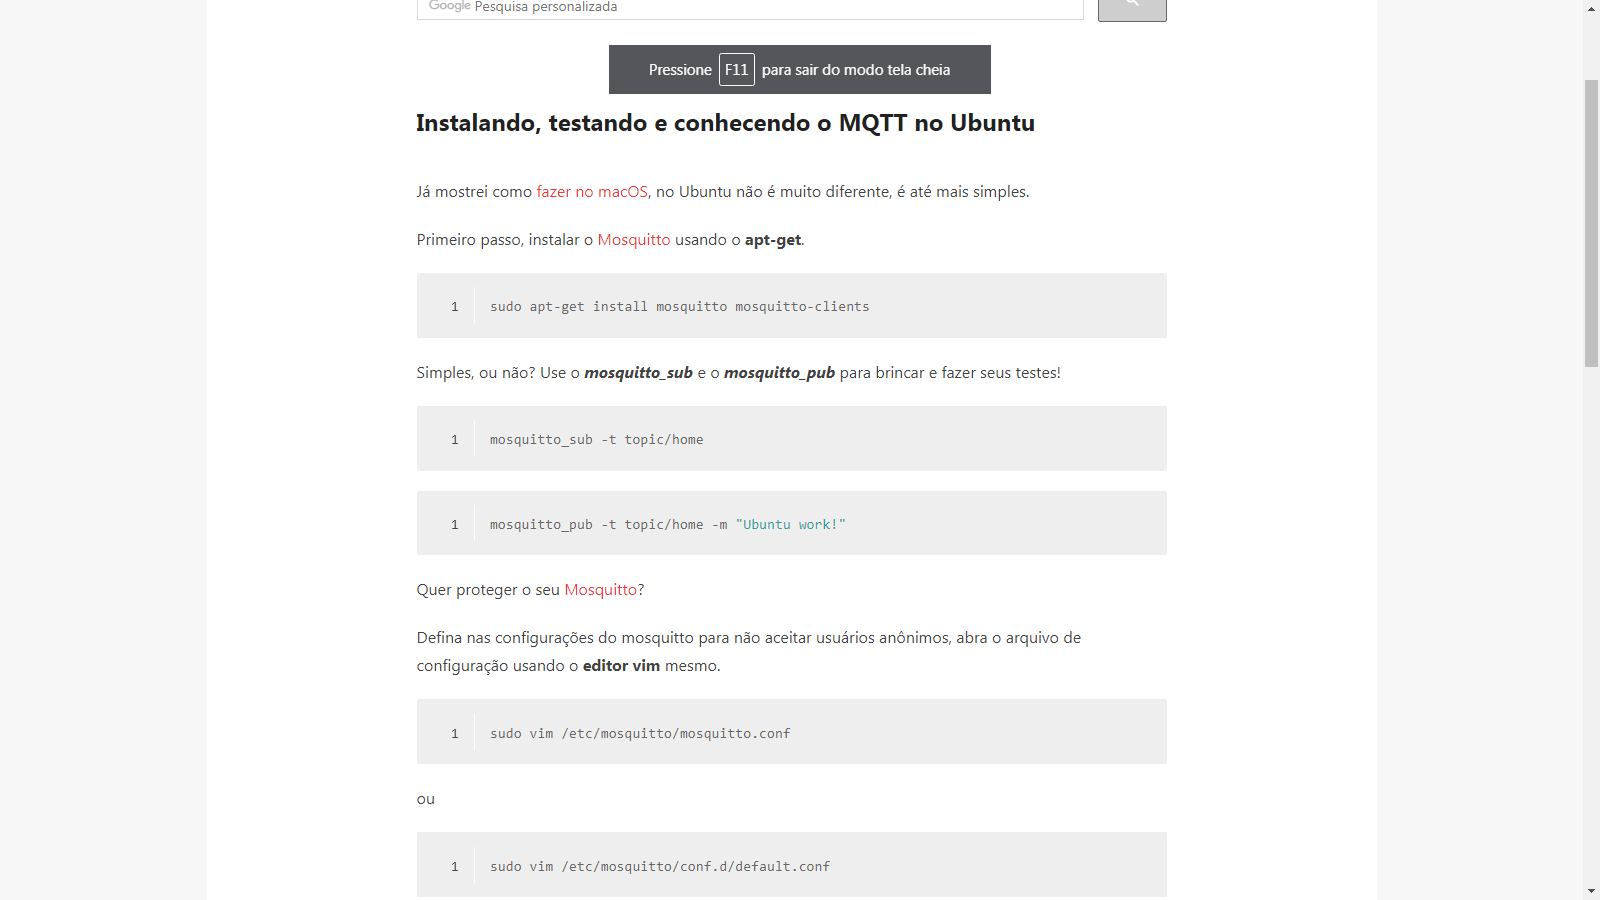 Google Pesquisa personalizada
Pressione F11 para sair do modo tela cheia
Instalando, testando e conhecendo o MQTT no Ubuntu
Já mostrei como fazer no macOS, no Ubuntu não é muito diferente, é até mais simples.
Primeiro passo, instalar o Mosquitto usando o apt-get.
1 sudo apt-get install mosquitto mosquitto-clients
Simples, ou não? Use o mosquitto_sub e o mosquitto_pub para brincar e fazer seus testes!
1 mosquitto_sub -t topic/home
1 mosquitto_pub -t topic/home -m "Ubuntu work!"
Quer proteger o seu Mosquitto?
Defina nas configurações do mosquitto para não aceitar usuários anônimos, abra o arquivo de
configuração usando o editor vim mesmo.
1 sudo vim /etc/mosquitto/mosquitto.conf
ou
1 sudo vim /etc/mosquitto/conf.d/default.conf